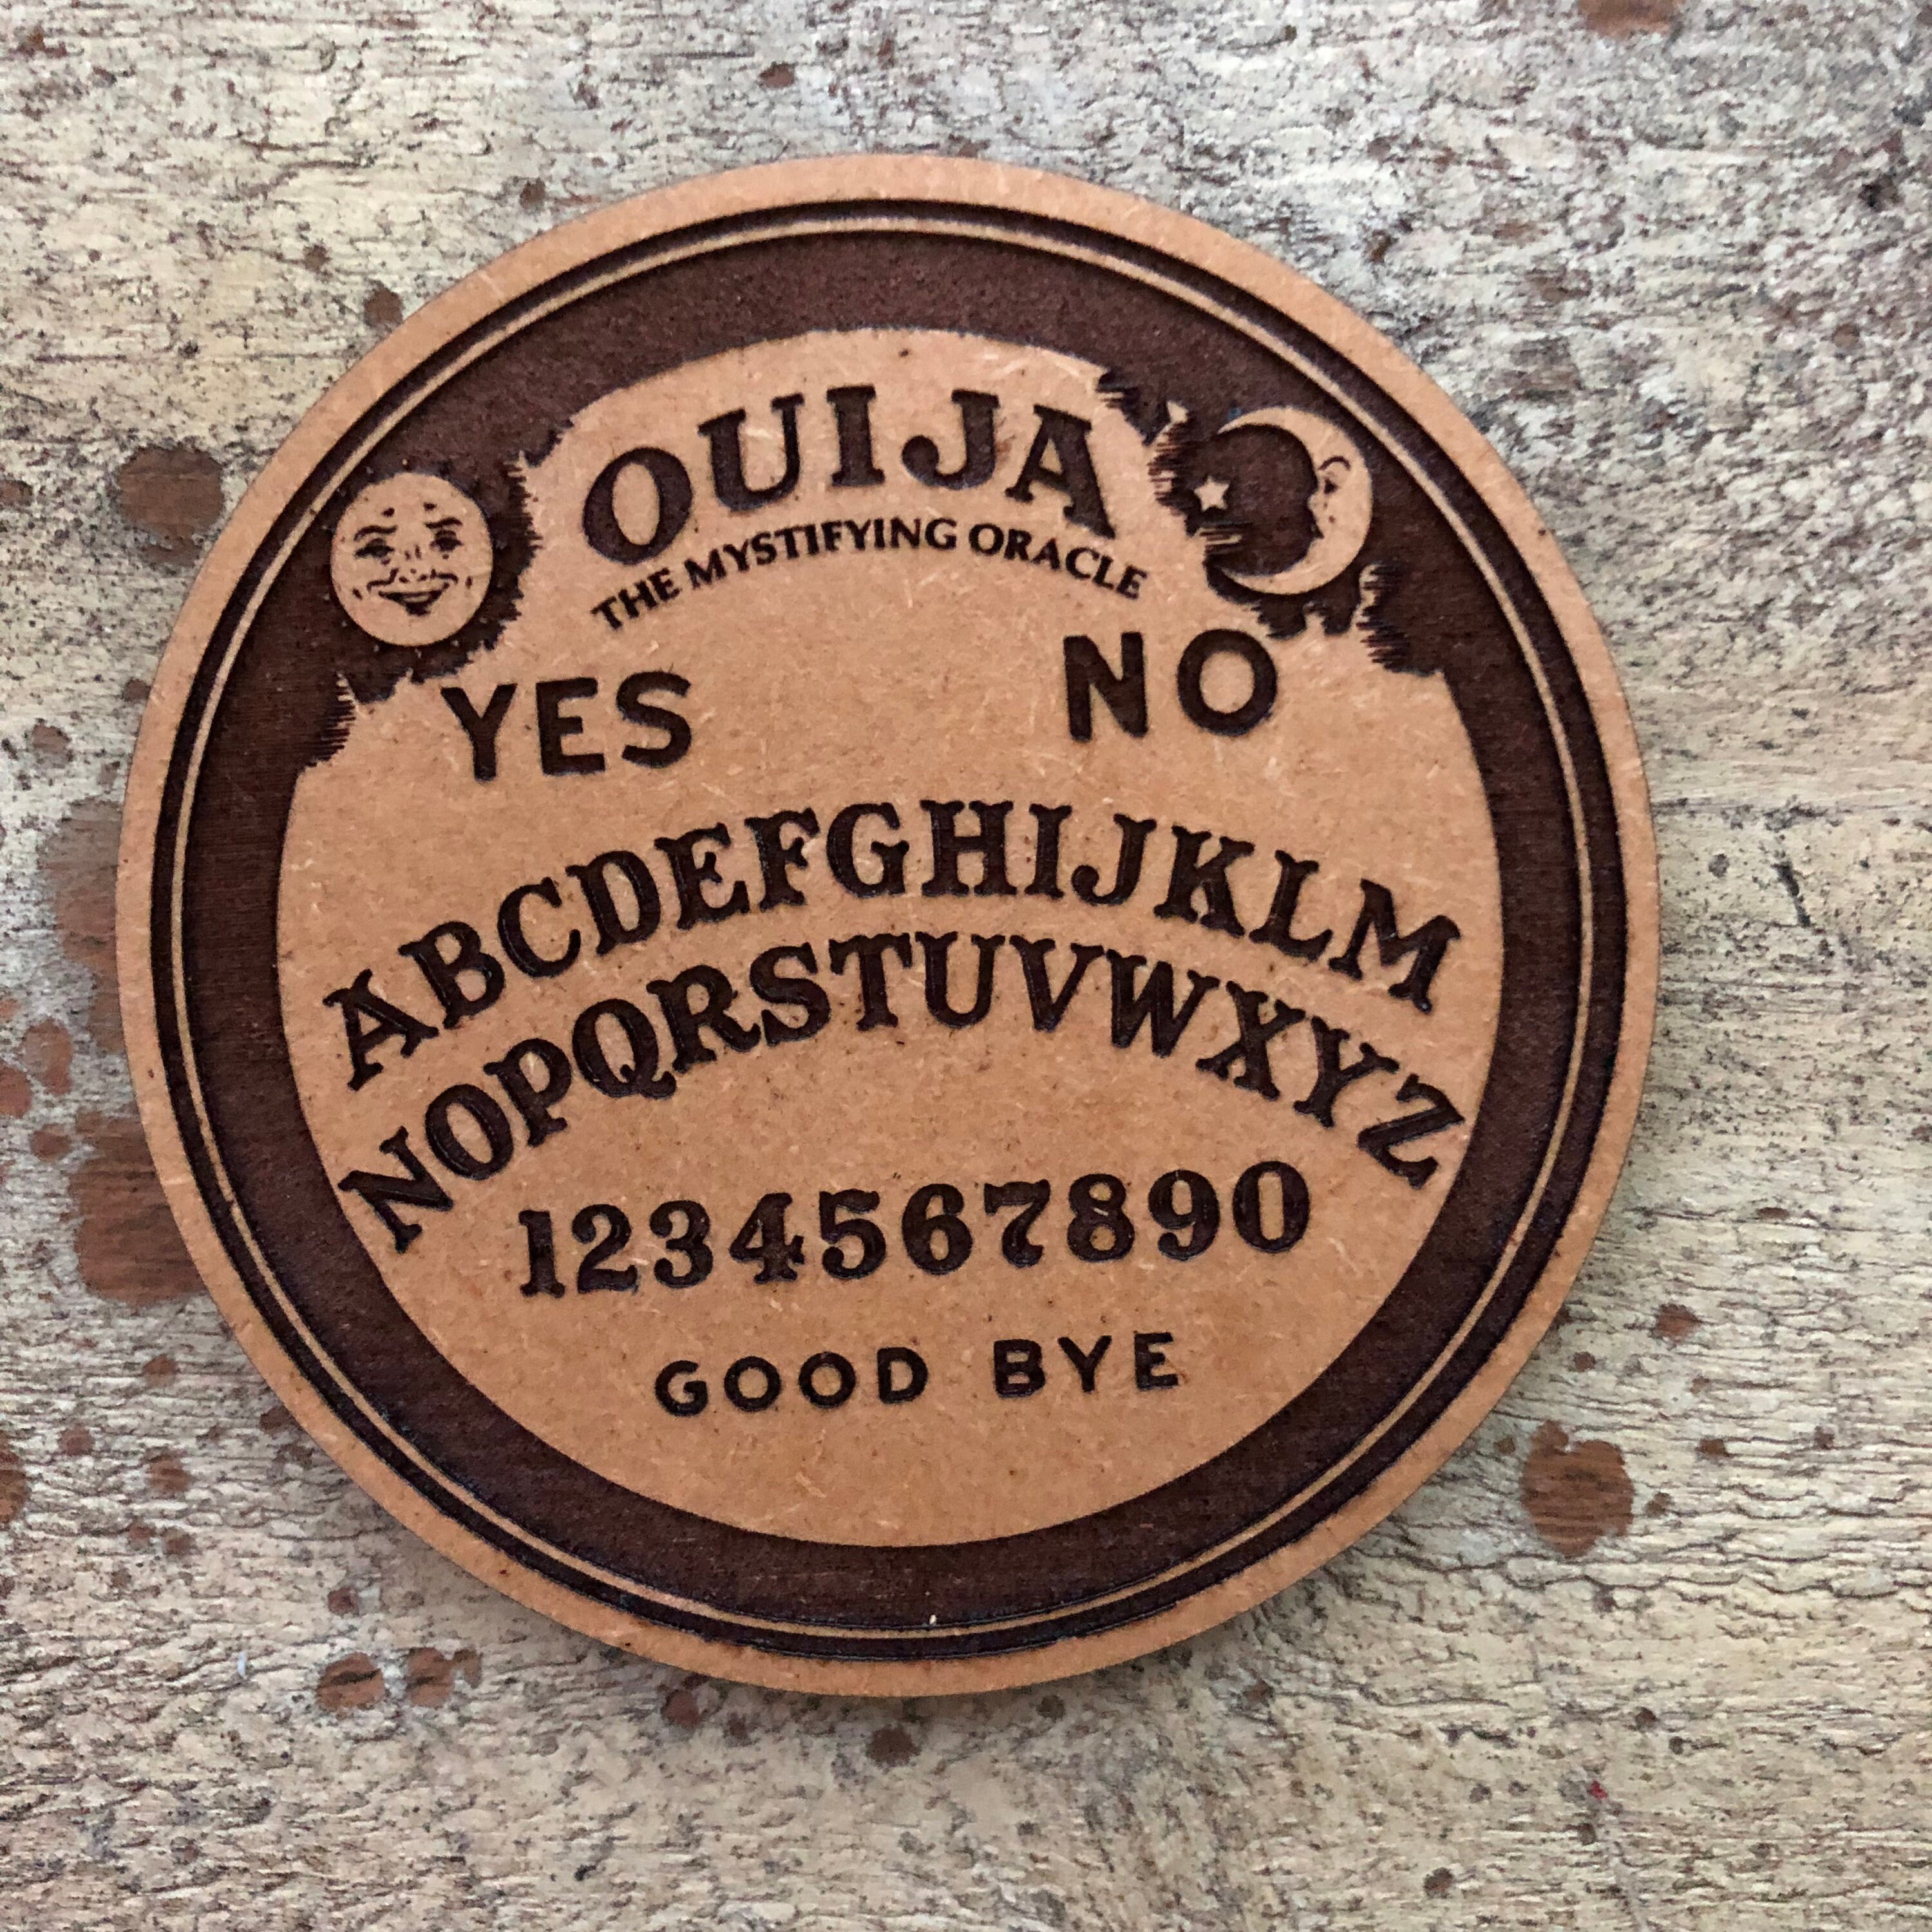 OUIJA
THE MYSTIFYING ORACLE
YES NO
ABCDEFGHIJKLM
NOPQRSTUVWXYZ
1234567890
GOOD BYE